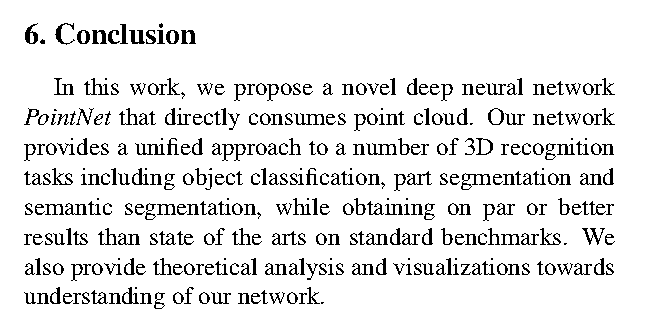 6. Conclusion
In this work, we propose a novel deep neural network
PointNet that directly consumes point cloud. Our network
provides a unified approach to a number of 3D recognition
tasks including object classification, part segmentation and
semantic segmentation, while obtaining on par or better
results than state of the arts on standard benchmarks. We
also provide theoretical analysis and visualizations towards
understanding of our network.